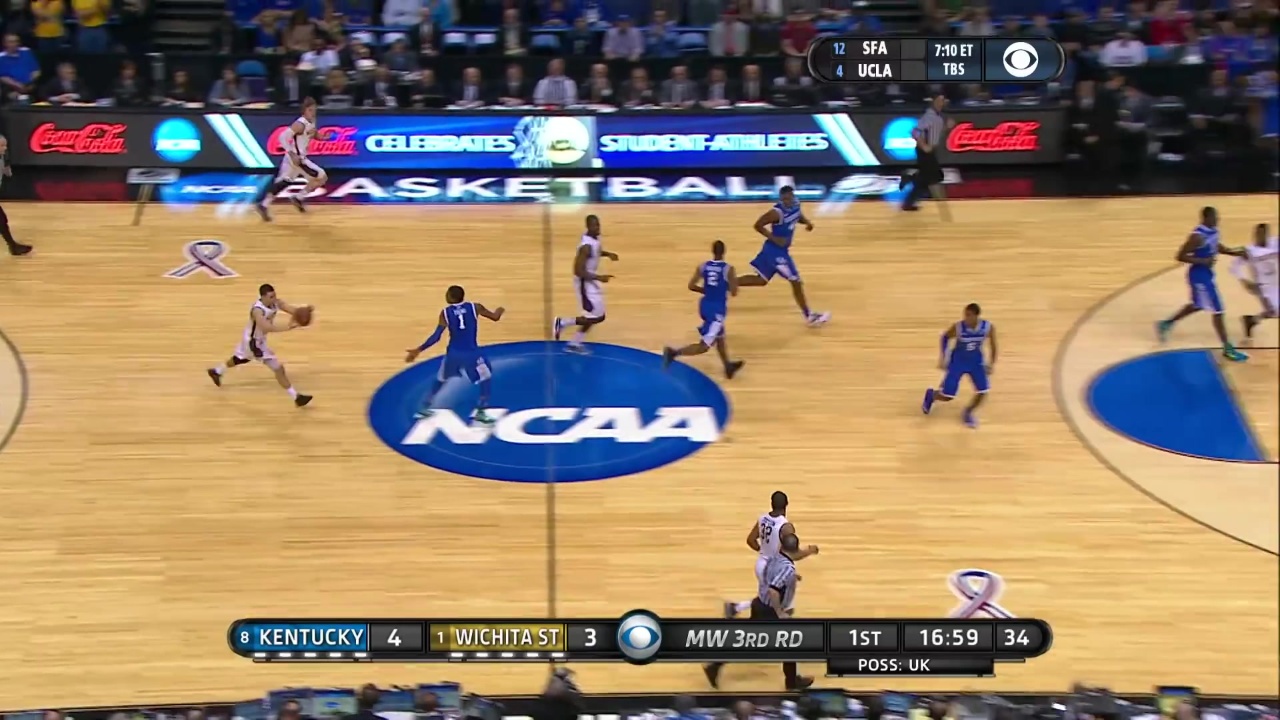 12 SFA
4 UCLA
7:10 ET
TBS
Coca-Cola
NCAA
Coca-Cola
CELEBRATES
STUDENT-ATHLETES
NCAA
Coca-Cola
NCAA
BASKETBALL
1
2
5
NCAA
32
8 KENTUCKY 4
1 WICHITA ST 3
MW 3RD RD
1ST
16:59
34
POSS: UK